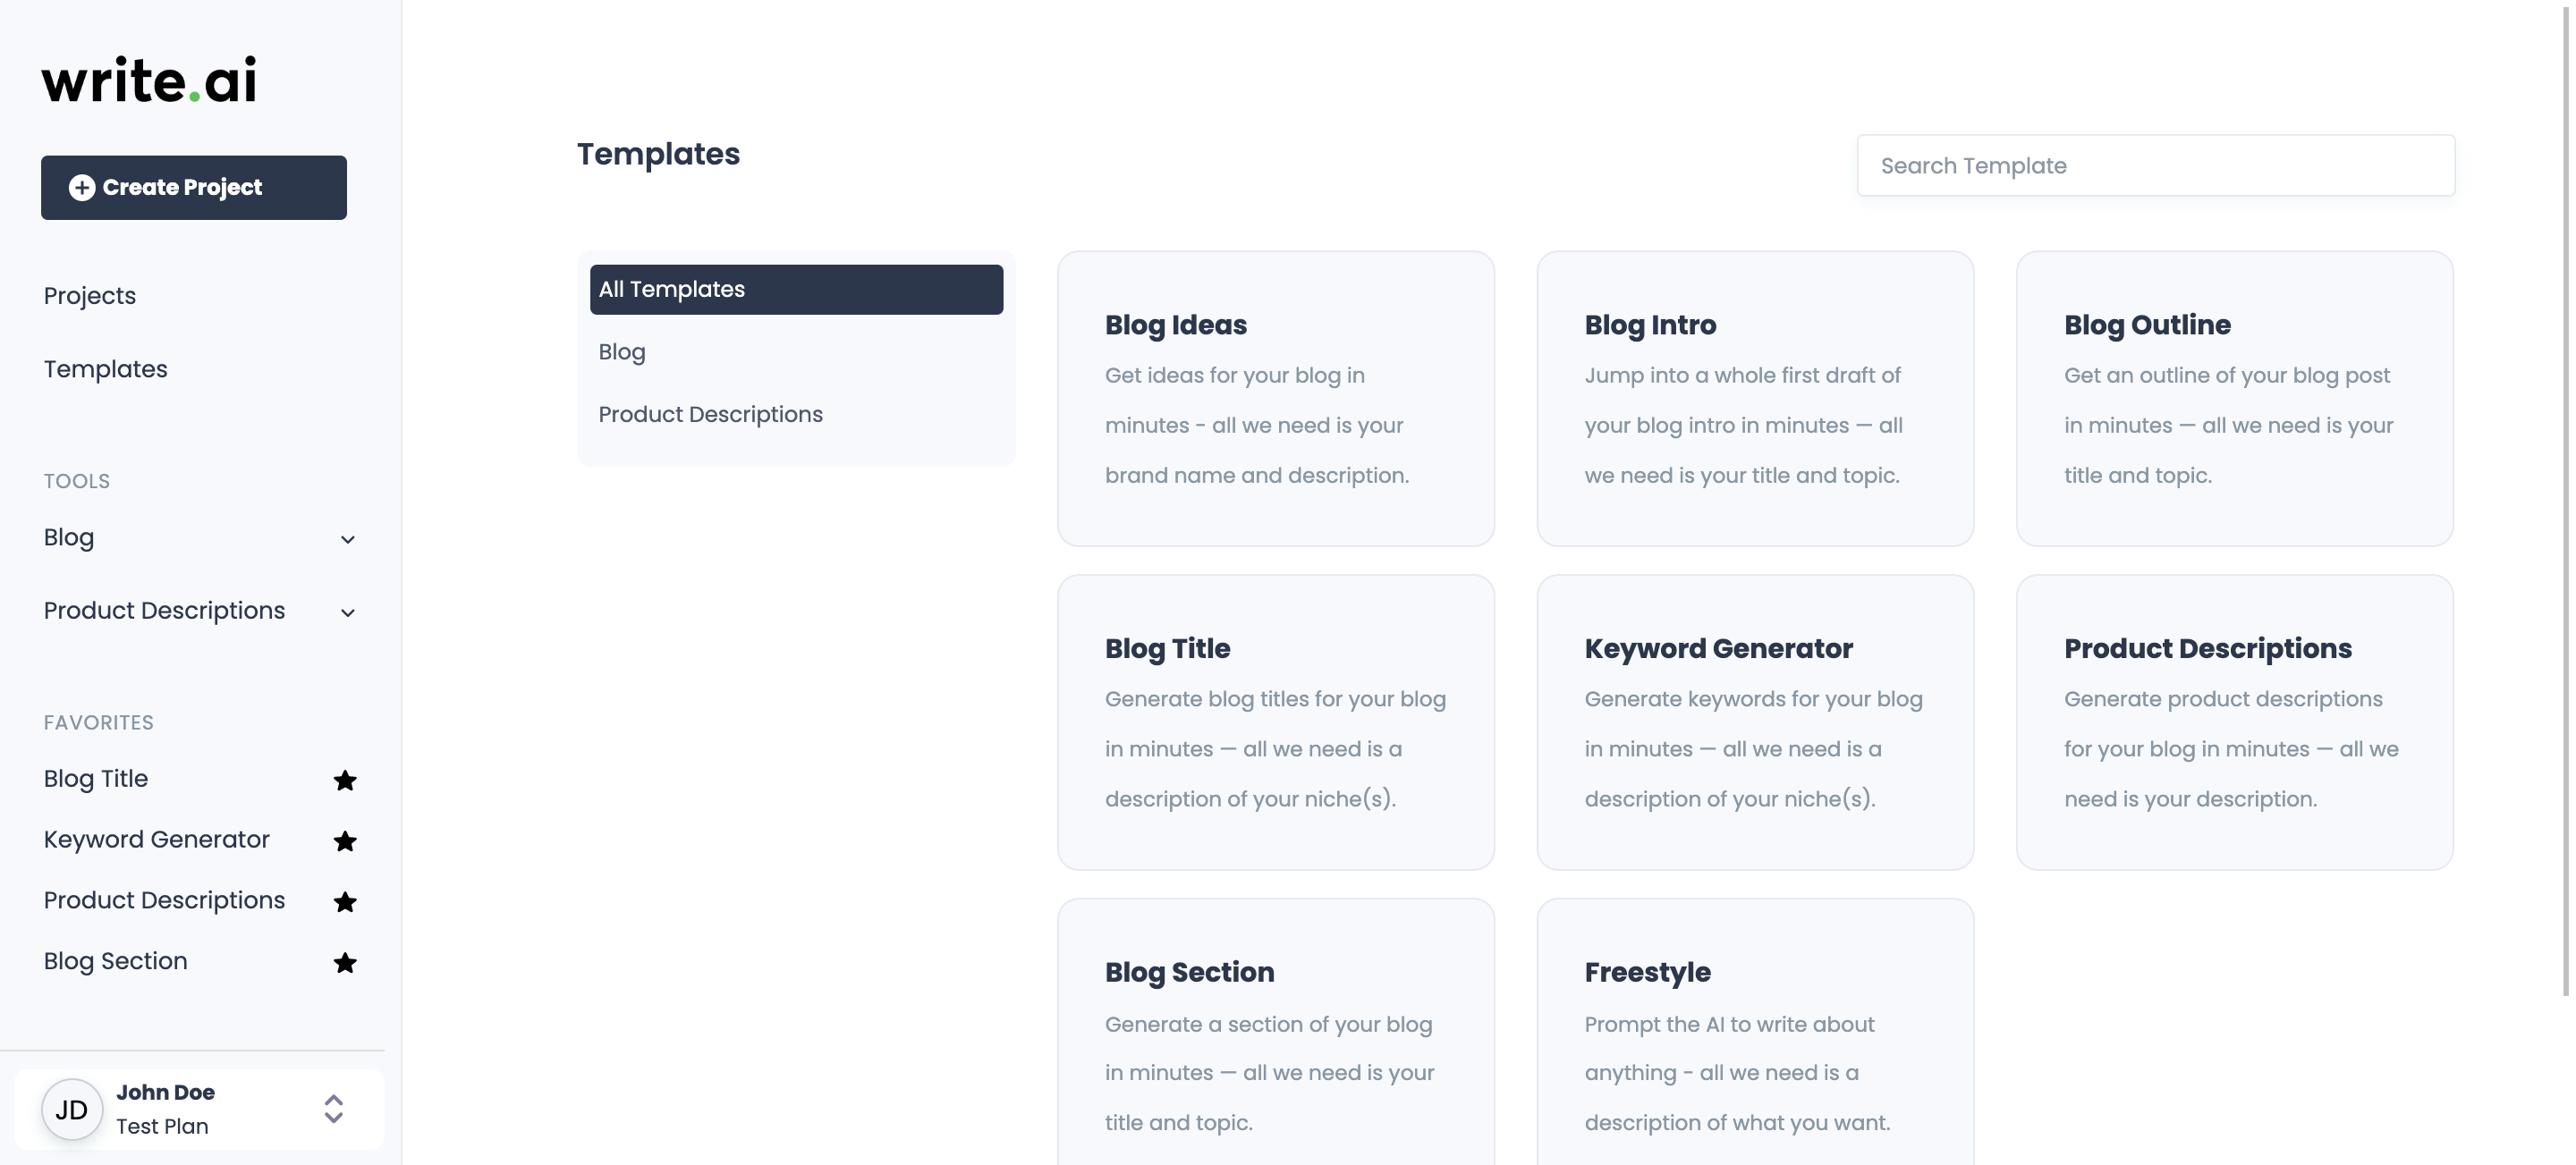 write.ai
Create Project
Projects
Templates
TOOLS
Blog
Product Descriptions
FAVORITES
Blog Title
Keyword Generator
Product Descriptions
Blog Section
JD
John Doe
Test Plan
Templates
Search Template
All Templates
Blog
Product Descriptions
Blog Ideas
Get ideas for your blog in
minutes - all we need is your
brand name and description.
Blog Intro
Jump into a whole first draft of
your blog intro in minutes — all
we need is your title and topic.
Blog Outline
Get an outline of your blog post
in minutes — all we need is your
title and topic.
Blog Title
Generate blog titles for your blog
in minutes — all we need is a
description of your niche(s).
Keyword Generator
Generate keywords for your blog
in minutes — all we need is a
description of your niche(s).
Product Descriptions
Generate product descriptions
for your blog in minutes — all we
need is your description.
Blog Section
Generate a section of your blog
in minutes — all we need is your
title and topic.
Freestyle
Prompt the AI to write about
anything - all we need is a
description of what you want.